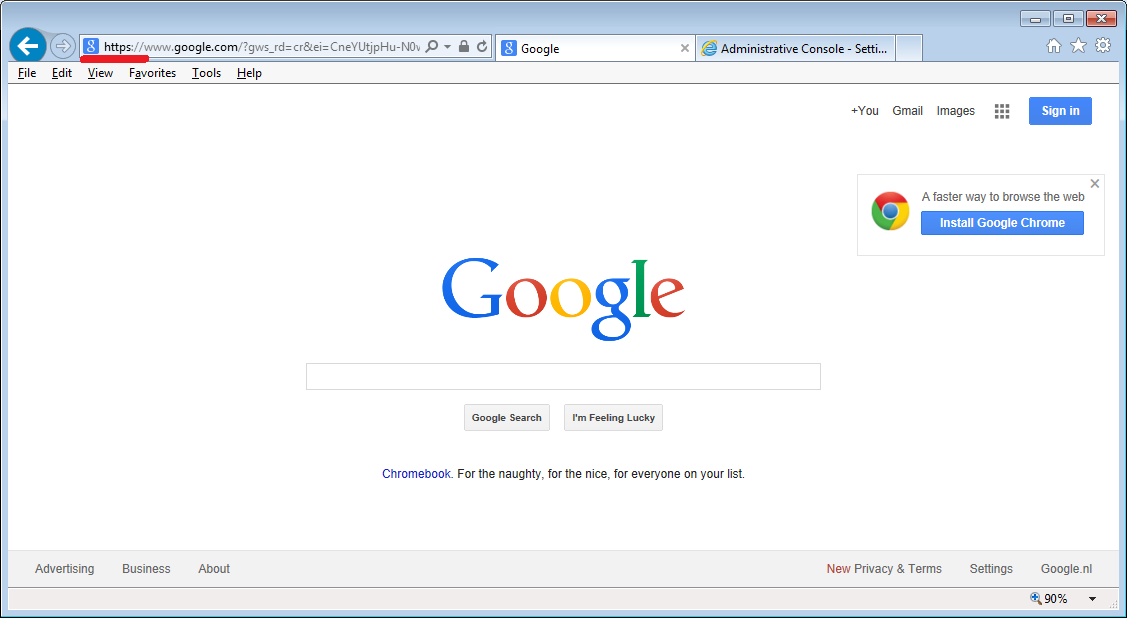 https://www.google.com/?gws_rd=cr&ei=CneYUtjpHu-N0v
Google
Administrative Console - Setti...
File Edit View Favorites Tools Help
+You Gmail Images Sign in
A faster way to browse the web
Install Google Chrome
Google
Google Search I'm Feeling Lucky
Chromebook. For the naughty, for the nice, for everyone on your list.
Advertising Business About New Privacy & Terms Settings Google.nl
90%